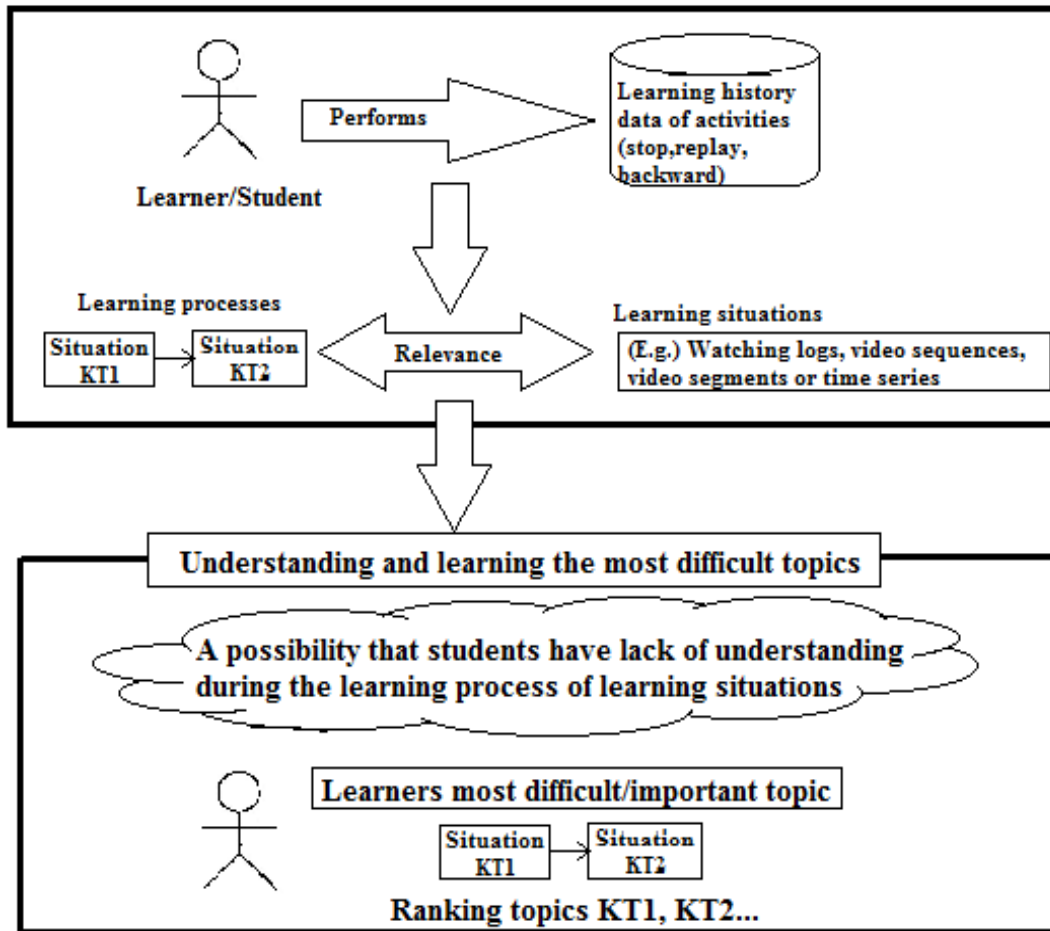 Performs
Learning history
data of activities
(stop,replay,
backward)
Learner/Student
Learning processes
Situation
KT1
Situation
KT2
Relevance
Learning situations
(E.g.) Watching logs, video sequences,
video segments or time series
Understanding and learning the most difficult topics
A possibility that students have lack of understanding
during the learning process of learning situations
Learners most difficult/important topic
Situation
KT1
Situation
KT2
Ranking topics KT1, KT2...